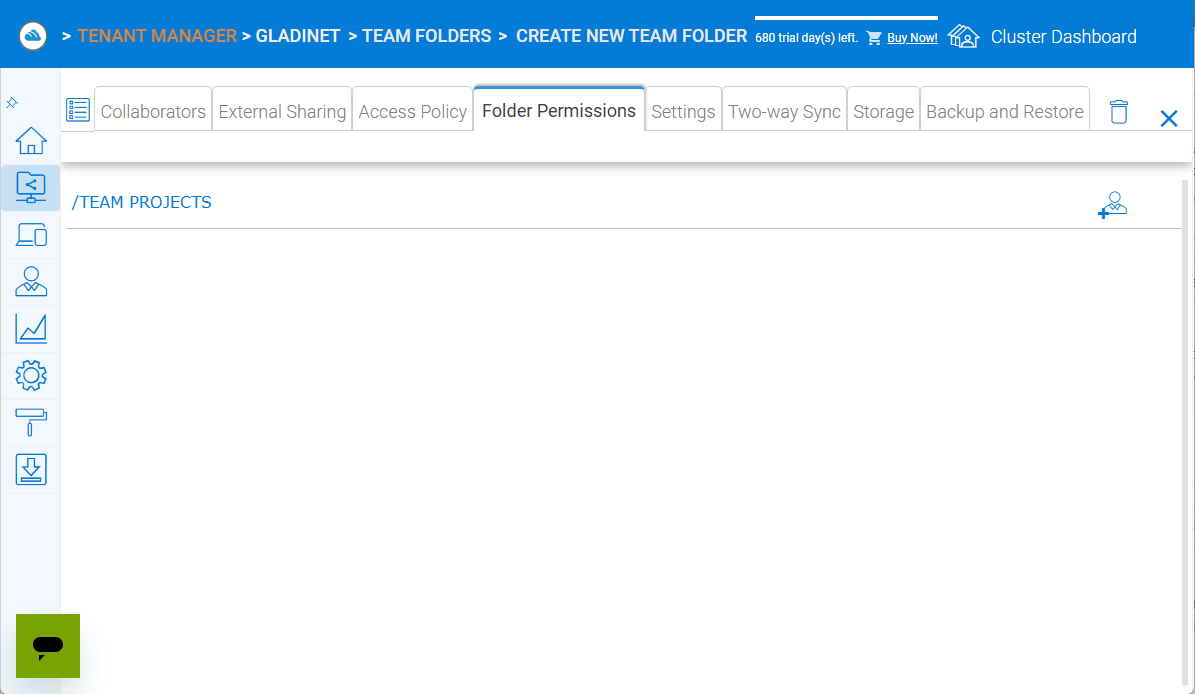 > TENANT MANAGER > GLADINET > TEAM FOLDERS > CREATE NEW TEAM FOLDER 680 trial day(s) left. Buy Now! Cluster Dashboard
Collaborators External Sharing Access Policy Folder Permissions Settings Two-way Sync Storage Backup and Restore
/TEAM PROJECTS